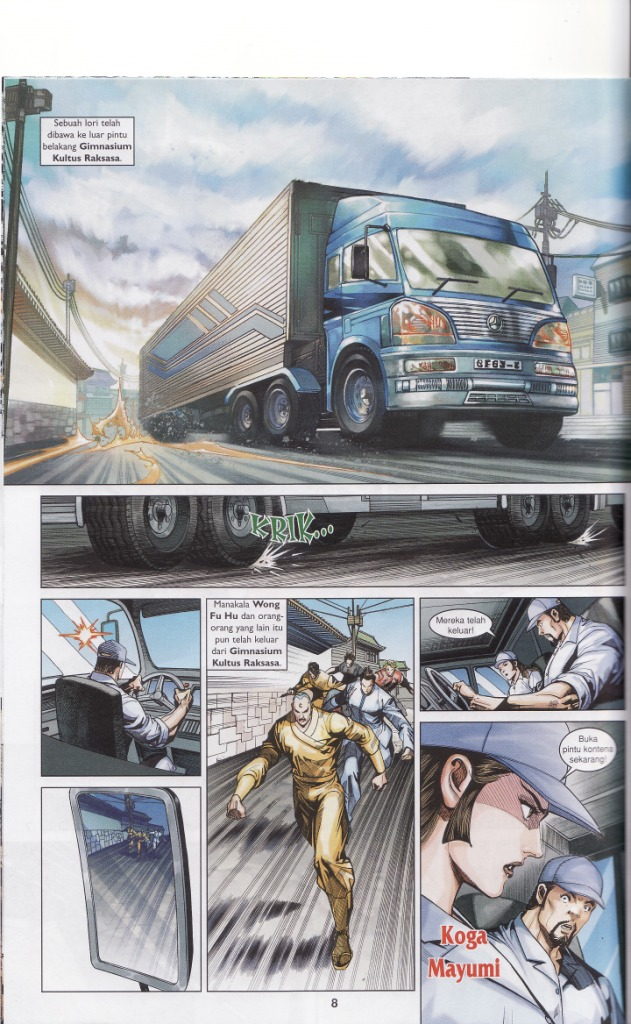 Sebuah lori telah
dibawa ke luar pintu
belakang Gimnasium
Kultus Raksasa.
GF63-E
KRIK...
Manakala Wong
Fu Hu dan orang-
orang yang lain itu
pun telah keluar
dari Gimnasium
Kultus Raksasa.
Mereka telah
keluar!
Buka
pintu kontena
sekarang!
Koga
Mayumi
8